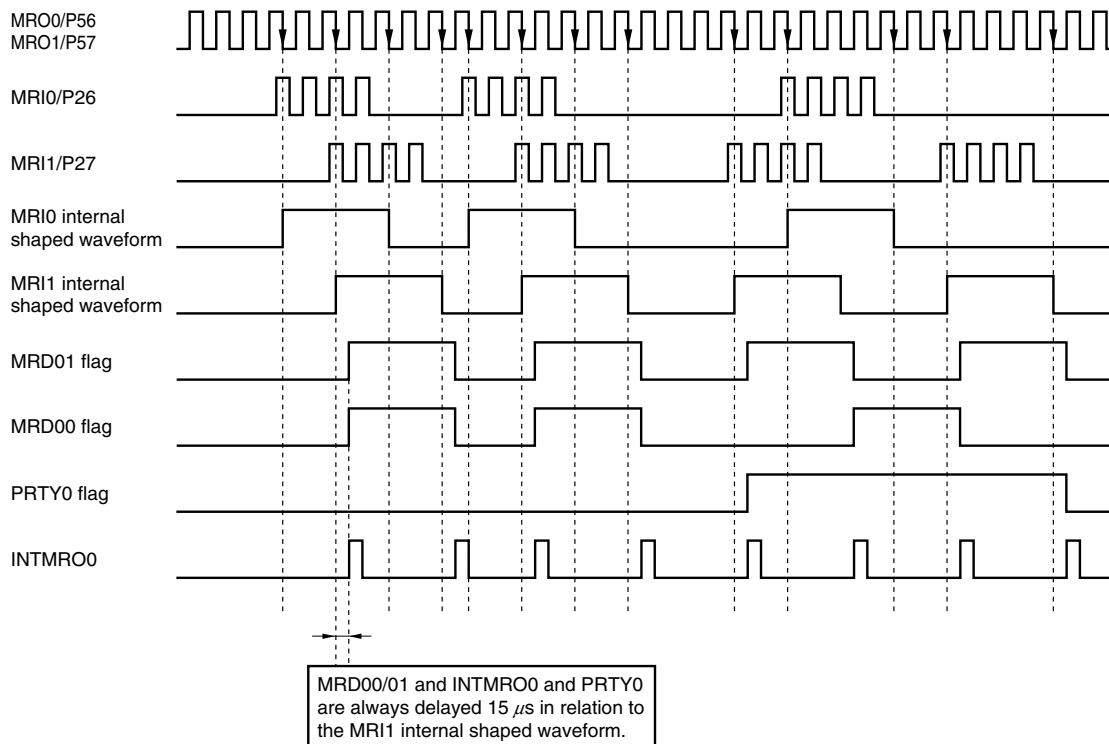 MRO0/P56
MRO1/P57
MRI0/P26
MRI1/P27
MRI0 internal
shaped waveform
MRI1 internal
shaped waveform
MRD01 flag
MRD00 flag
PRTY0 flag
INTMRO0
MRD00/01 and INTMRO0 and PRTY0
are always delayed 15 μs in relation to
the MRI1 internal shaped waveform.